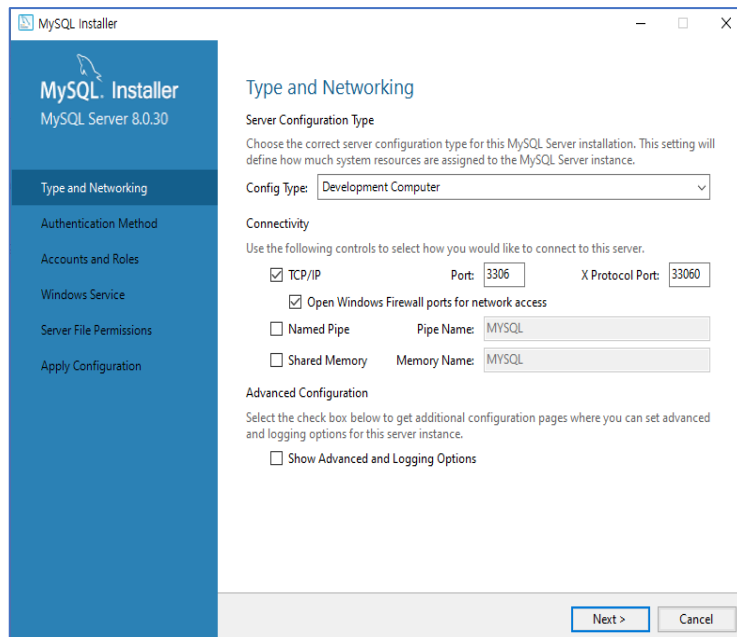 MySQL Installer
MySQL. Installer
MySQL Server 8.0.30
Type and Networking
Authentication Method
Accounts and Roles
Windows Service
Server File Permissions
Apply Configuration
Type and Networking
Server Configuration Type
Choose the correct server configuration type for this MySQL Server installation. This setting will
define how much system resources are assigned to the MySQL Server instance.
Config Type: Development Computer
Connectivity
Use the following controls to select how you would like to connect to this server.
TCP/IP Port: 3306 X Protocol Port: 33060
Open Windows Firewall ports for network access
Named Pipe Pipe Name: MYSQL
Shared Memory Memory Name: MYSQL
Advanced Configuration
Select the check box below to get additional configuration pages where you can set advanced
and logging options for this server instance.
Show Advanced and Logging Options
Next > Cancel